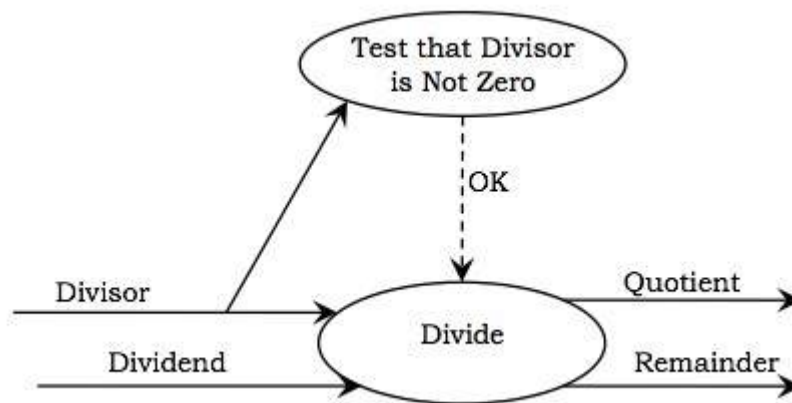 Test that Divisor
is Not Zero
OK
Divisor
Quotient
Divide
Dividend
Remainder